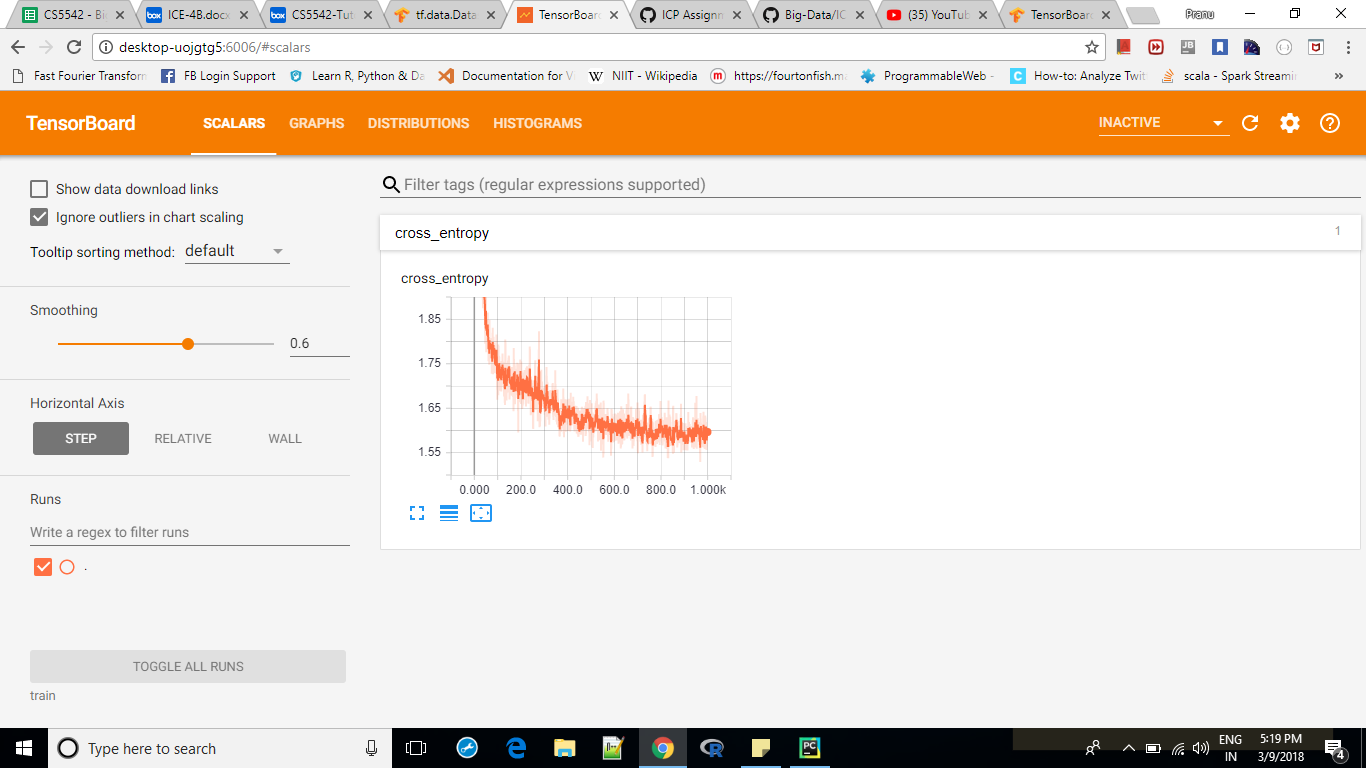 CS5542 - Bi
ICE-4B.docx
CS5542-Tut
tf.data.Data
TensorBoard
ICP Assignm
Big-Data/IC
(35) YouTub
TensorBoard
Pranu
desktop-uojgtg5:6006/#scalars
Fast Fourier Transform
FB Login Support
Learn R, Python & Da
Documentation for V
W NIIT - Wikipedia
https://fourtonfish.m
ProgrammableWeb -
C How-to: Analyze Twit
scala - Spark Streami
»
TensorBoard
SCALARS
GRAPHS
DISTRIBUTIONS
HISTOGRAMS
INACTIVE
Show data download links
Ignore outliers in chart scaling
Tooltip sorting method: default
Smoothing
0.6
Horizontal Axis
STEP RELATIVE WALL
Runs
Write a regex to filter runs
.
TOGGLE ALL RUNS
train
Filter tags (regular expressions supported)
cross_entropy 1
cross_entropy
1.85
1.75
1.65
1.55
0.000 200.0 400.0 600.0 800.0 1.000k
Type here to search
ENG
IN
5:19 PM
3/9/2018
4